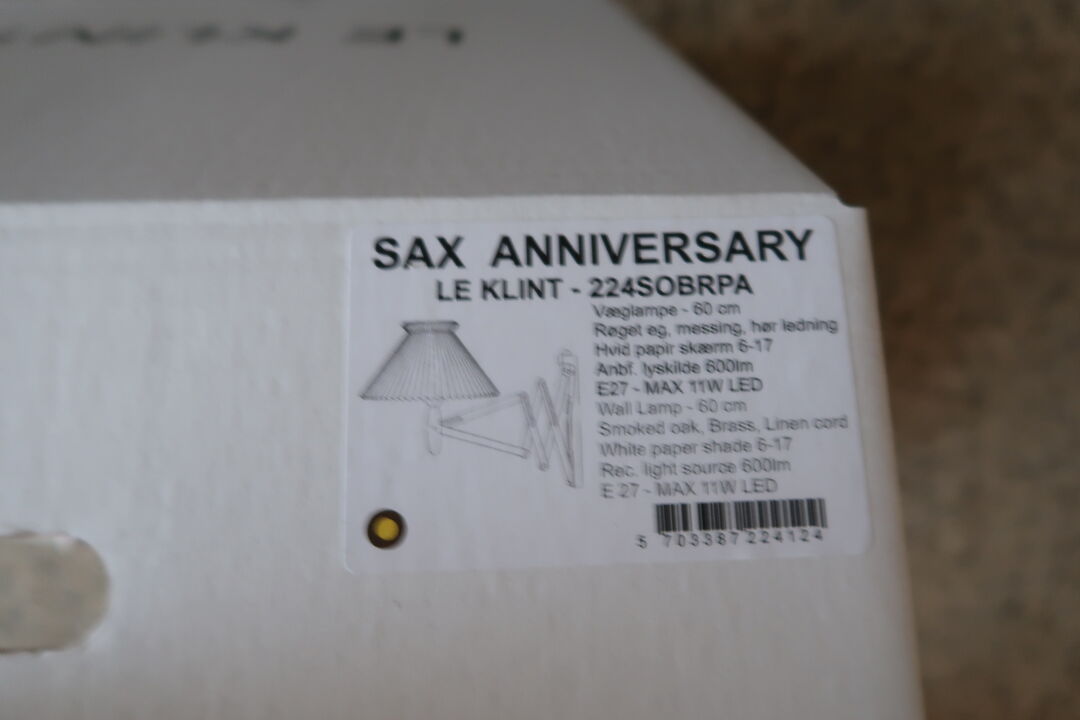 LE KLINT
SAX ANNIVERSARY
LE KLINT - 224SOBRPA
Væglampe - 60 cm
Røget eg, messing, hør ledning
Hvid papir skærm 6-17
Anbf. lyskilde 600lm
E27 - MAX 11W LED
Wall Lamp - 60 cm
Smoked oak, Brass, Linen cord
White paper shade 6-17
Rec. light source 600lm
E 27 - MAX 11W LED
5 703387 224124